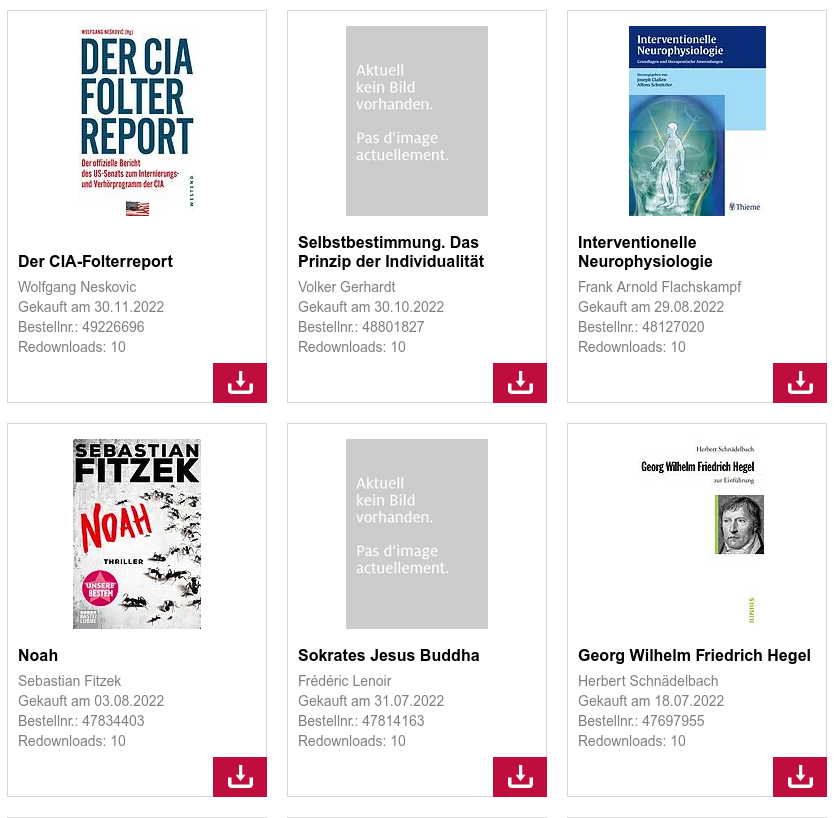 WOLFGANG NEŠKOVIĆ (Hg)
DER CIA
FOLTER
REPORT
Der offizielle Bericht
des US-Senats zum Internierungs-
und Verhörprogramm der CIA
WESTEND
Der CIA-Folterreport
Wolfgang Neskovic
Gekauft am 30.11.2022
Bestellnr.: 49226696
Redownloads: 10
Aktuell
kein Bild
vorhanden.
Pas d'image
actuellement.
Selbstbestimmung. Das
Prinzip der Individualität
Volker Gerhardt
Gekauft am 30.10.2022
Bestellnr.: 48801827
Redownloads: 10
Interventionelle
Neurophysiologie
Grundlagen und therapeutische Anwendungen
Herausgegeben von
Joseph Claßen
Alfons Schnitzler
Thieme
Interventionelle
Neurophysiologie
Frank Arnold Flachskampf
Gekauft am 29.08.2022
Bestellnr.: 48127020
Redownloads: 10
SEBASTIAN
FITZEK
NOAH
THRILLER
UNSERE
BESTEN
BASTEI
LÜBBE
Noah
Sebastian Fitzek
Gekauft am 03.08.2022
Bestellnr.: 47834403
Redownloads: 10
Aktuell
kein Bild
vorhanden.
Pas d'image
actuellement.
Sokrates Jesus Buddha
Frédéric Lenoir
Gekauft am 31.07.2022
Bestellnr.: 47814163
Redownloads: 10
Herbert Schnädelbach
Georg Wilhelm Friedrich Hegel
zur Einführung
JUNIUS
Georg Wilhelm Friedrich Hegel
Herbert Schnädelbach
Gekauft am 18.07.2022
Bestellnr.: 47697955
Redownloads: 10